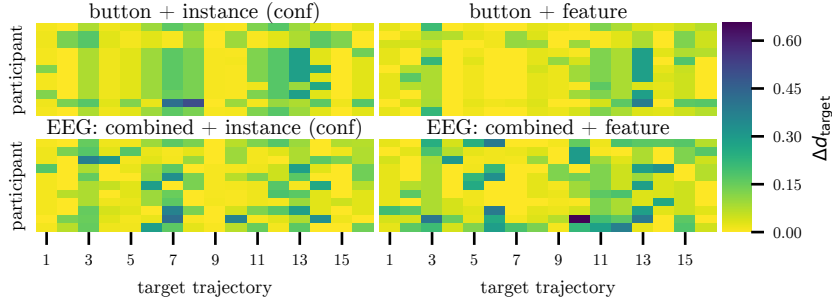 button + instance (conf)
button + feature
participant
EEG: combined + instance (conf)
EEG: combined + feature
participant
1 3 5 7 9 11 13 15
1 3 5 7 9 11 13 15
target trajectory
target trajectory
0.60
0.45
0.30
0.15
0.00
Δd_target